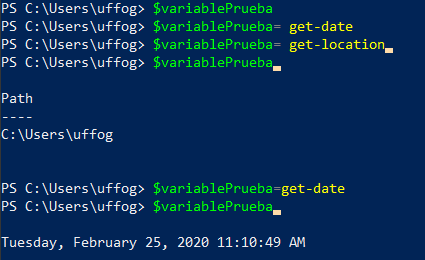 PS C:\Users\uffog> $variablePrueba
PS C:\Users\uffog> $variablePrueba= get-date
PS C:\Users\uffog> $variablePrueba= get-location
PS C:\Users\uffog> $variablePrueba
Path
----
C:\Users\uffog
PS C:\Users\uffog> $variablePrueba=get-date
PS C:\Users\uffog> $variablePrueba
Tuesday, February 25, 2020 11:10:49 AM